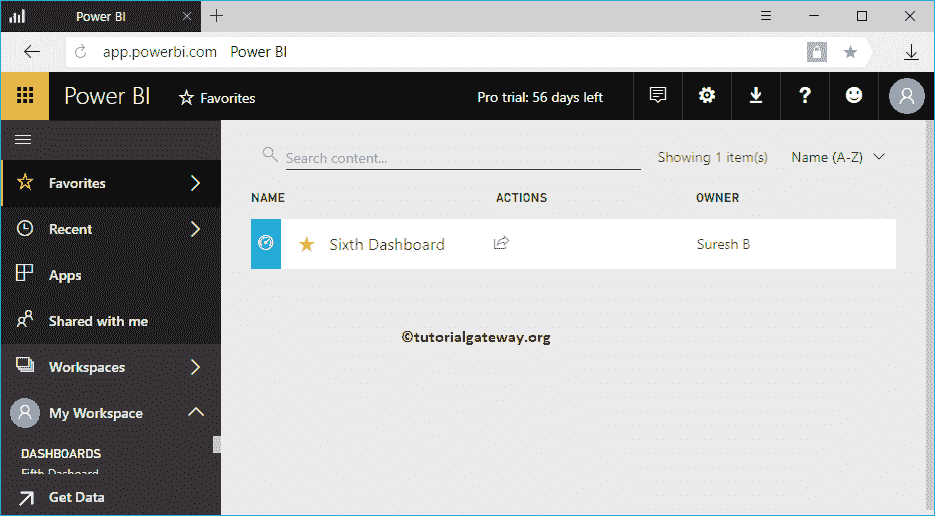 Power BI
app.powerbi.com Power BI
Power BI Favorites Pro trial: 56 days left ?
Favorites
Recent
Apps
Shared with me
Workspaces
My Workspace
DASHBOARDS
Fifth Dashboard
Get Data
Search content... Showing 1 item(s) Name (A-Z)
NAME ACTIONS OWNER
Sixth Dashboard Suresh B
©tutorialgateway.org